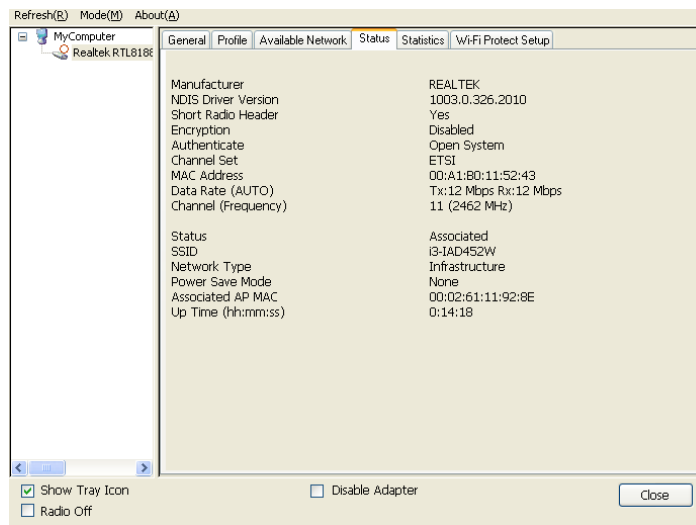 Refresh(R) Mode(M) About(A)
MyComputer
Realtek RTL8188
General Profile Available Network Status Statistics Wi-Fi Protect Setup
Manufacturer REALTEK
NDIS Driver Version 1003.0.326.2010
Short Radio Header Yes
Encryption Disabled
Authenticate Open System
Channel Set ETSI
MAC Address 00:A1:B0:11:52:43
Data Rate (AUTO) Tx:12 Mbps Rx:12 Mbps
Channel (Frequency) 11 (2462 MHz)
Status Associated
SSID i3-IAD452W
Network Type Infrastructure
Power Save Mode None
Associated AP MAC 00:02:61:11:92:8E
Up Time (hh:mm:ss) 0:14:18
Show Tray Icon Disable Adapter Close
Radio Off